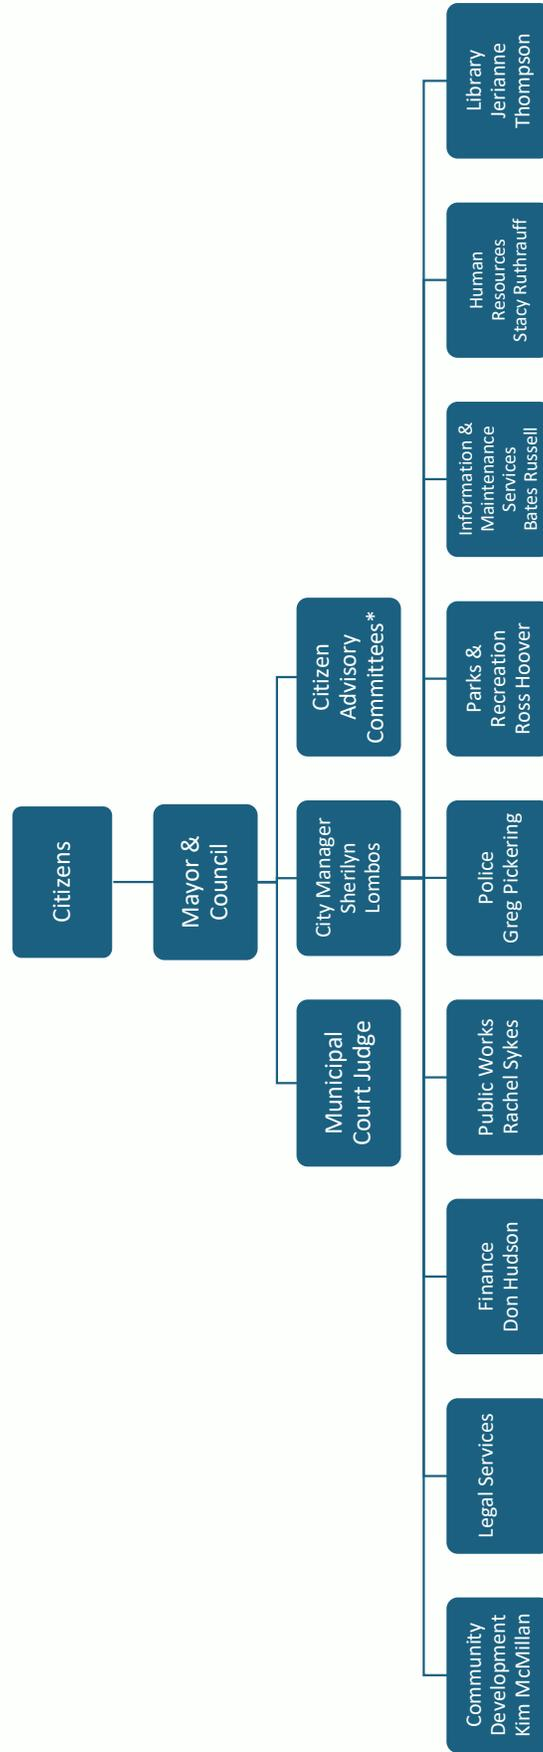 Citizens
Mayor &
Council
Municipal
Court Judge
City Manager
Sherilyn
Lombos
Citizen
Advisory
Committees*
Community
Development
Kim McMillan
Legal Services
Finance
Don Hudson
Public Works
Rachel Sykes
Police
Greg Pickering
Parks &
Recreation
Ross Hoover
Information &
Maintenance
Services
Bates Russell
Human
Resources
Stacy Ruthrauff
Library
Jerianne
Thompson